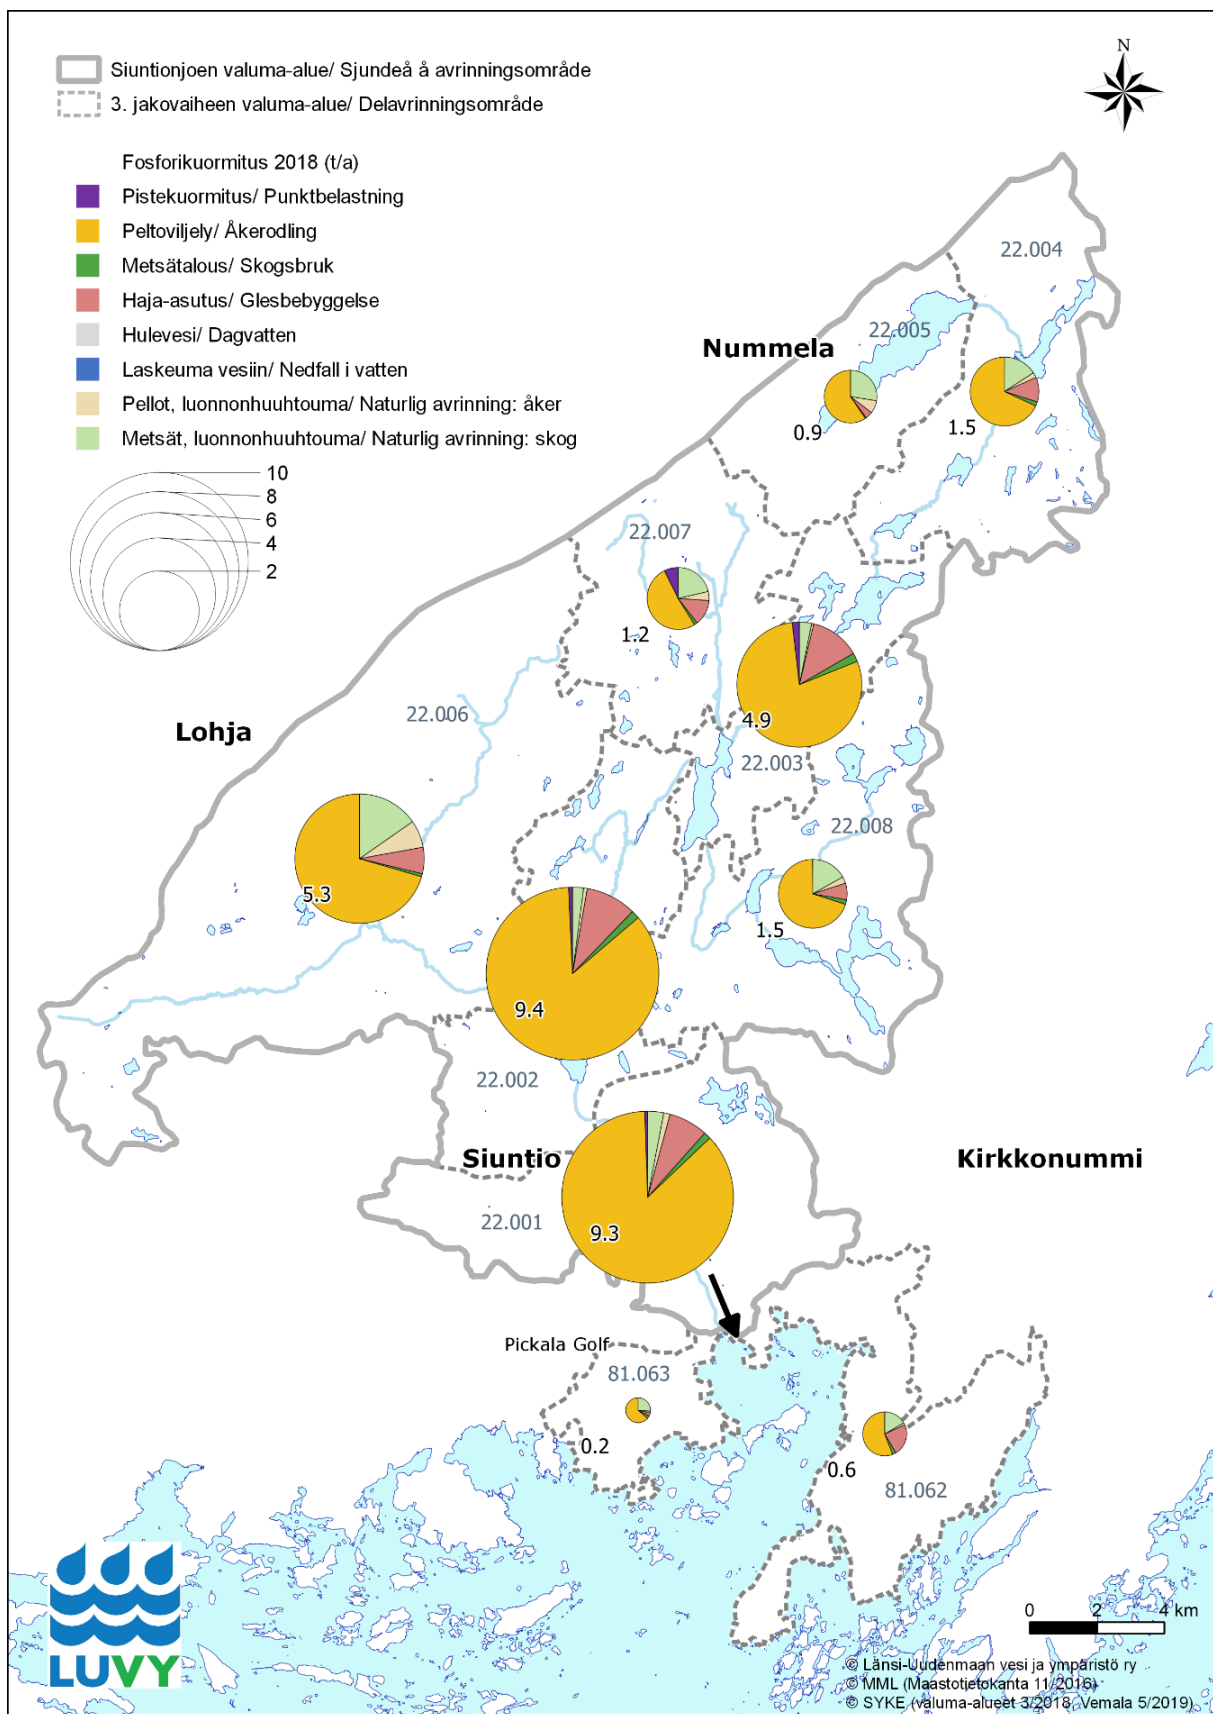 N
Siuntionjoen valuma-alue/ Sjundeå å avrinningsområde
3. jakovaiheen valuma-alue/ Delavrinningsområde
Fosforikuormitus 2018 (t/a)
Pistekuormitus/ Punktbelastning
Peltoviljely/ Åkerodling
Metsätalous/ Skogsbruk
Haja-asutus/ Glesbebyggelse
Hulevesi/ Dagvatten
Laskeuma vesiin/ Nedfall i vatten
Pellot, luonnonhuuhtouma/ Naturlig avrinning: åker
Metsät, luonnonhuuhtouma/ Naturlig avrinning: skog
10
8
6
4
2
22.004
22.005
Nummela
0.9
1.5
22.007
1.2
4.9
22.006
Lohja
22.003
22.008
5.3
1.5
9.4
22.002
Siuntio
Kirkkonummi
22.001
9.3
Pickala Golf
81.063
0.2
0.6
81.062
LUVY
0 2 4 km
© Länsi-Uudenmaan vesi ja ympäristö ry
© MML (Maastotietokanta 11/2016)
© SYKE (valuma-alueet 3/2018, Vemala 5/2019)